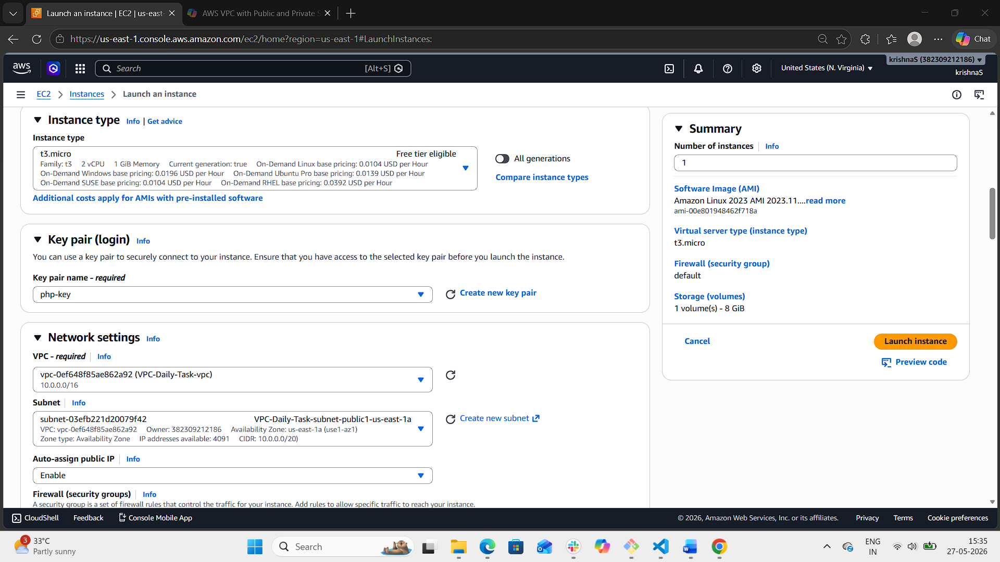 Launch an instance | EC2 | us-east-
AWS VPC with Public and Private S
https://us-east-1.console.aws.amazon.com/ec2/home?region=us-east-1#LaunchInstances:
Chat
aws
Search
[Alt+S]
United States (N. Virginia)
krishnaS (382309212186)
krishnaS
EC2
Instances
Launch an instance
Instance type
Info | Get advice
Instance type
t3.micro
Free tier eligible
Family: t3 2 vCPU 1 GiB Memory Current generation: true On-Demand Linux base pricing: 0.0104 USD per Hour
On-Demand Windows base pricing: 0.0196 USD per Hour On-Demand Ubuntu Pro base pricing: 0.0139 USD per Hour
On-Demand SUSE base pricing: 0.0104 USD per Hour On-Demand RHEL base pricing: 0.0392 USD per Hour
All generations
Compare instance types
Additional costs apply for AMIs with pre-installed software
Key pair (login) Info
You can use a key pair to securely connect to your instance. Ensure that you have access to the selected key pair before you launch the instance.
Key pair name - required
php-key
Create new key pair
Network settings Info
VPC - required Info
vpc-0ef648f85ae862a92 (VPC-Daily-Task-vpc)
10.0.0.0/16
Subnet Info
subnet-03efb221d20079f42 VPC-Daily-Task-subnet-public1-us-east-1a
VPC: vpc-0ef648f85ae862a92 Owner: 382309212186 Availability Zone: us-east-1a (use1-az1)
Zone type: Availability Zone IP addresses available: 4091 CIDR: 10.0.0.0/20)
Create new subnet
Auto-assign public IP Info
Enable
Firewall (security groups) Info
A security group is a set of firewall rules that control the traffic for your instance. Add rules to allow specific traffic to reach your instance.
Summary
Number of instances Info
1
Software Image (AMI)
Amazon Linux 2023 AMI 2023.11....read more
ami-00e801948462f718a
Virtual server type (instance type)
t3.micro
Firewall (security group)
default
Storage (volumes)
1 volume(s) - 8 GiB
Cancel
Launch instance
Preview code
CloudShell
Feedback
Console Mobile App
© 2026, Amazon Web Services, Inc. or its affiliates.
Privacy
Terms
Cookie preferences
3
33°C
Partly sunny
Search
ENG
IN
15:35
27-05-2026